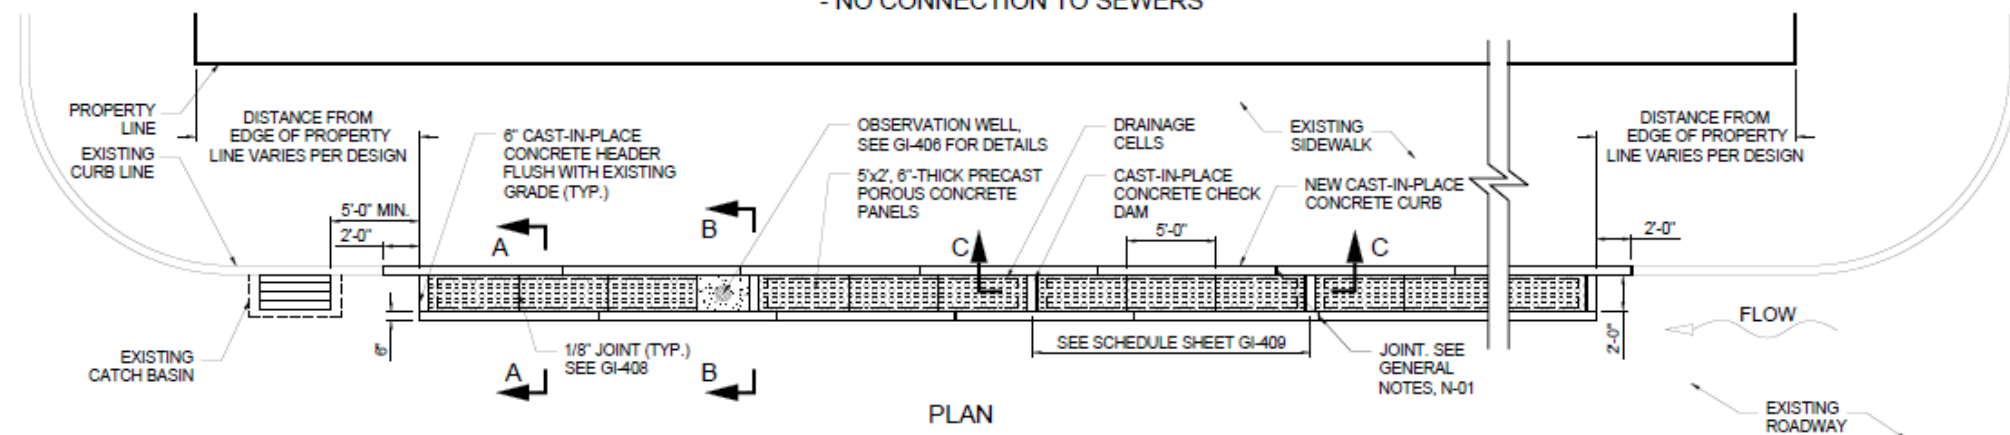 - NO CONNECTION TO SEWERS
PROPERTY
LINE
EXISTING
CURB LINE
DISTANCE FROM
EDGE OF PROPERTY
LINE VARIES PER DESIGN
5'-0" MIN.
2'-0"
6" CAST-IN-PLACE
CONCRETE HEADER
FLUSH WITH EXISTING
GRADE (TYP.)
OBSERVATION WELL,
SEE GI-406 FOR DETAILS
5'x2', 6"-THICK PRECAST
POROUS CONCRETE
PANELS
DRAINAGE
CELLS
CAST-IN-PLACE
CONCRETE CHECK
DAM
EXISTING
SIDEWALK
NEW CAST-IN-PLACE
CONCRETE CURB
DISTANCE FROM
EDGE OF PROPERTY
LINE VARIES PER DESIGN
A
B
C
5'-0"
C
2'-0"
EXISTING
CATCH BASIN
6"
1/8" JOINT (TYP.)
SEE GI-408
A
B
SEE SCHEDULE SHEET GI-409
JOINT. SEE
GENERAL
NOTES, N-01
2'-0"
FLOW
EXISTING
ROADWAY
PLAN